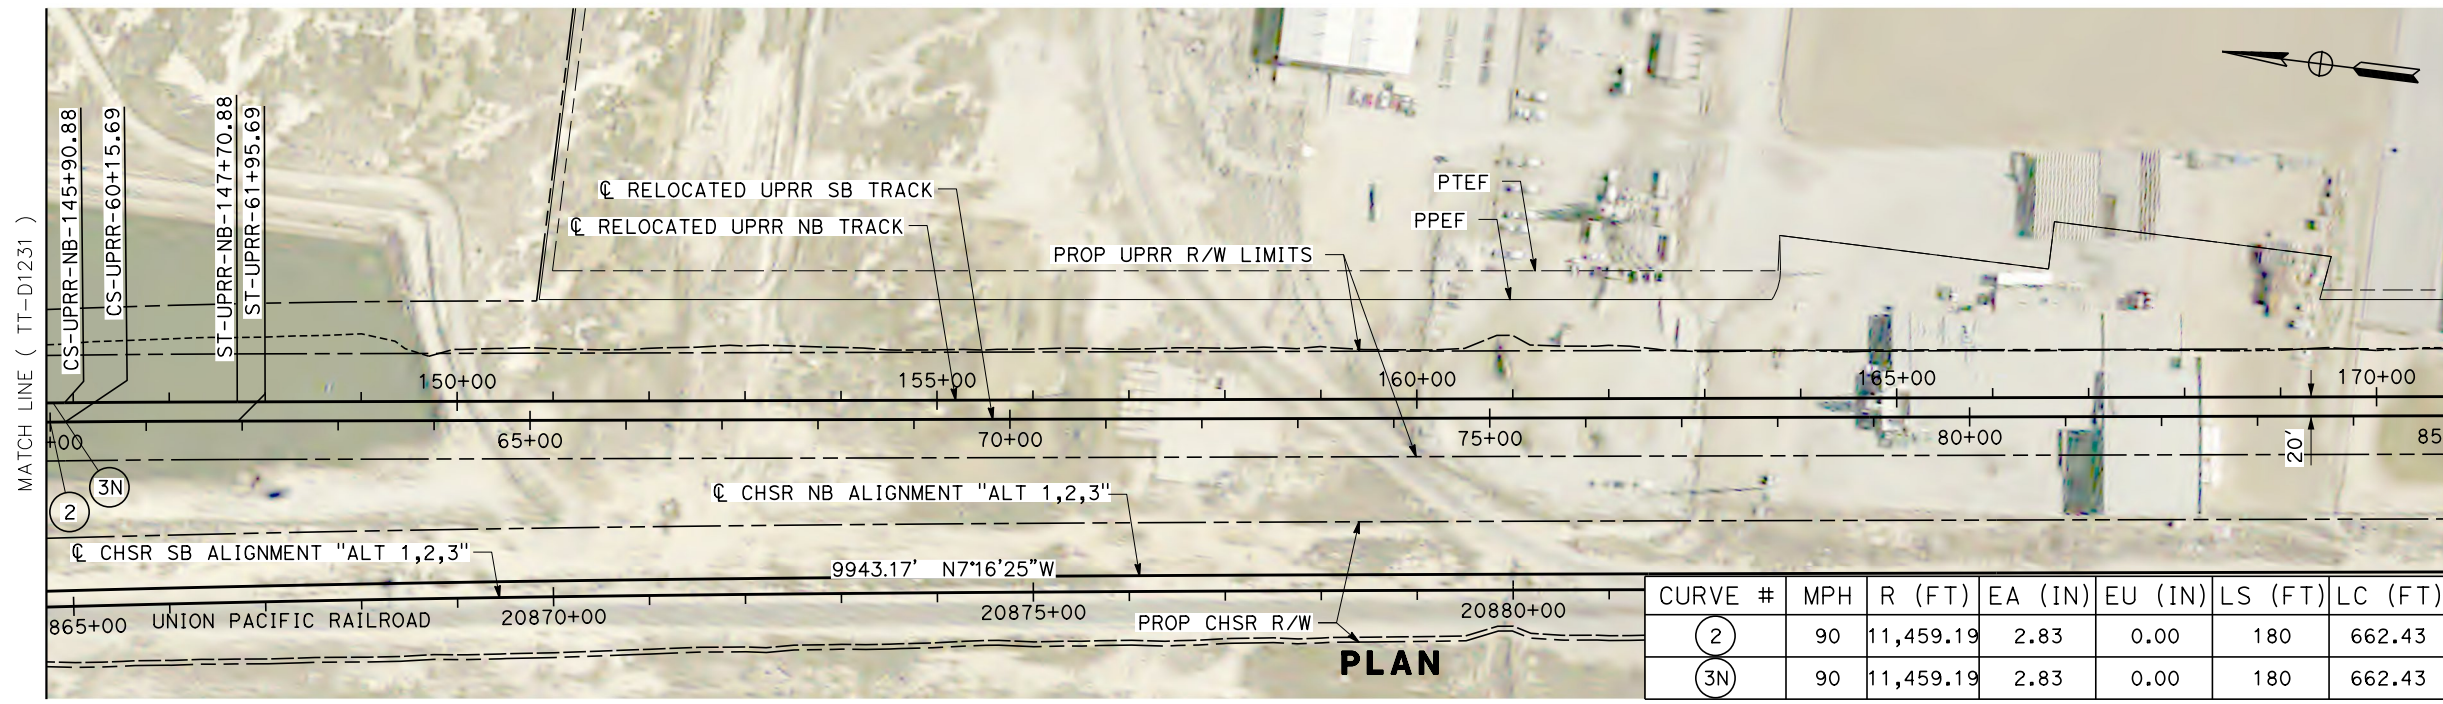 MATCH LINE ( TT-D1231 )
CS-UPRR-NB-145+90.88
CS-UPRR-60+15.69
ST-UPRR-NB-147+70.88
ST-UPRR-61+95.69
℄ RELOCATED UPRR SB TRACK
℄ RELOCATED UPRR NB TRACK
PROP UPRR R/W LIMITS
PTEF
PPEF
150+00
155+00
160+00
165+00
170+00
+00
65+00
70+00
75+00
80+00
85
20'
3N
2
℄ CHSR NB ALIGNMENT "ALT 1,2,3"
℄ CHSR SB ALIGNMENT "ALT 1,2,3"
9943.17' N7°16'25"W
865+00
UNION PACIFIC RAILROAD
20870+00
20875+00
20880+00
PROP CHSR R/W
PLAN
CURVE # MPH R (FT) EA (IN) EU (IN) LS (FT) LC (FT)
2 90 11,459.19 2.83 0.00 180 662.43
3N 90 11,459.19 2.83 0.00 180 662.43